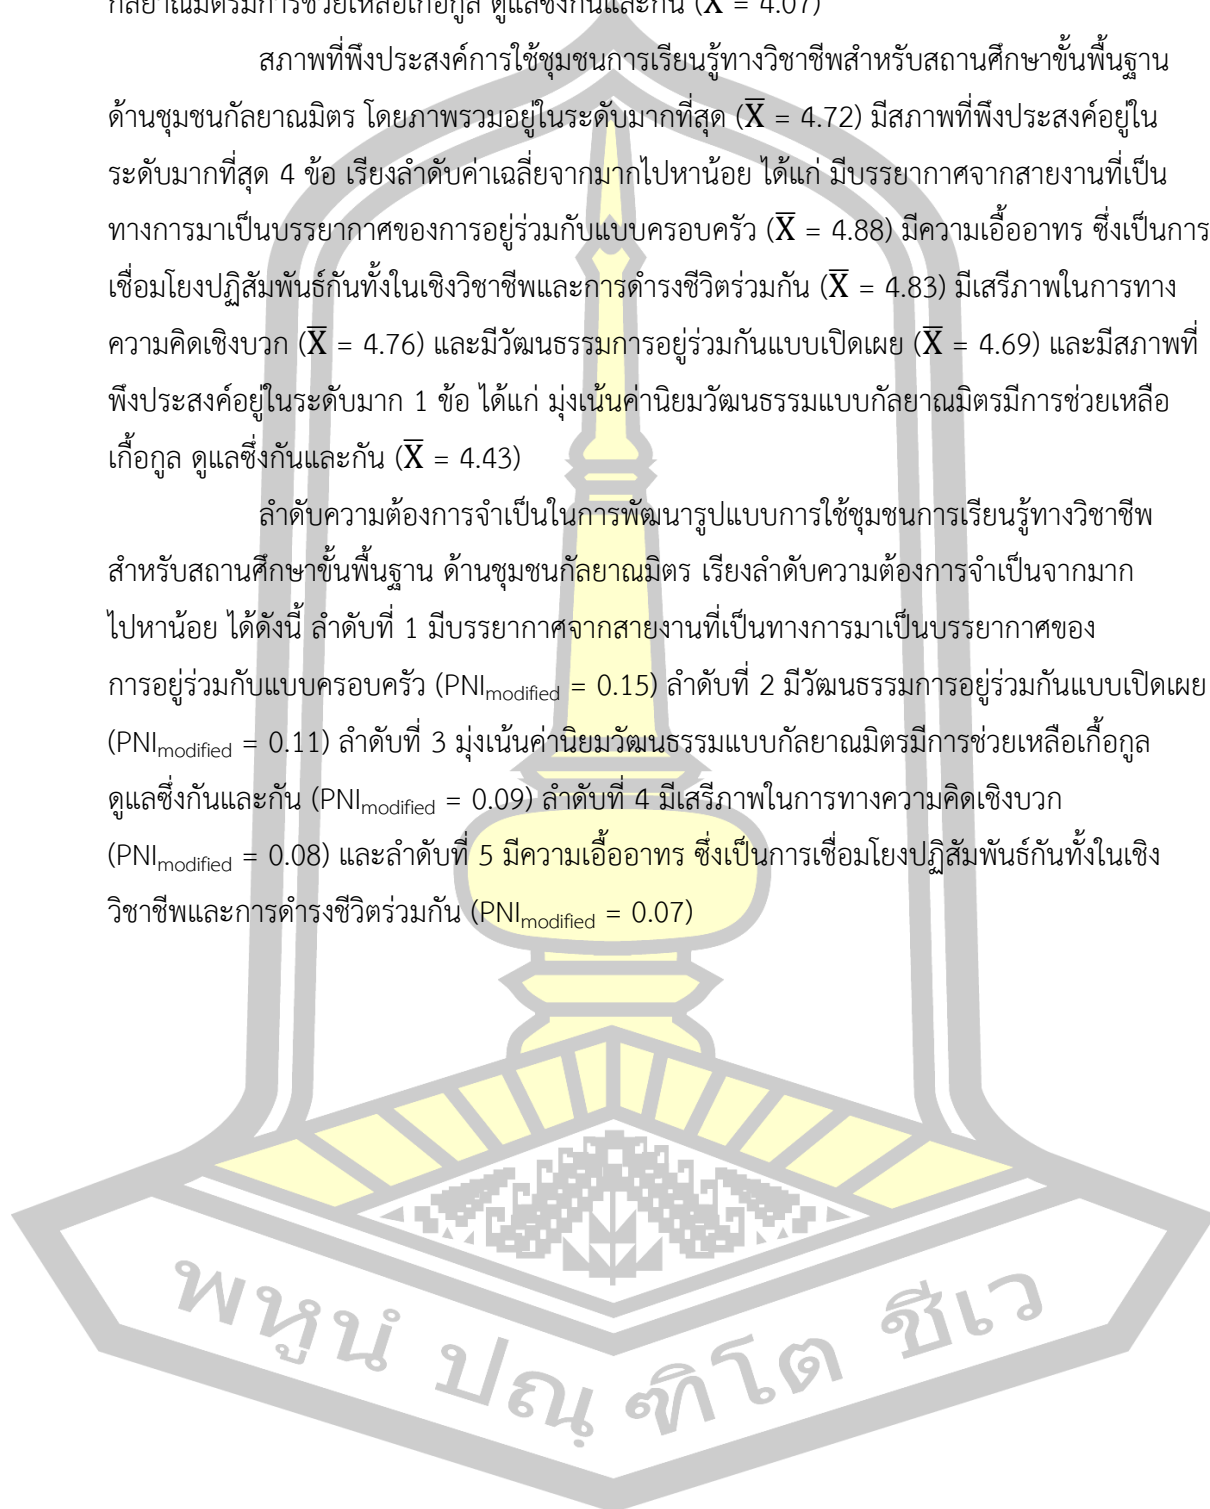 กัลยาณมิตรมีการช่วยเหลือเกื้อกูล ดูแลซึ่งกันและกัน (X̅ = 4.07)
สภาพที่พึงประสงค์การใช้ชุมชนการเรียนรู้ทางวิชาชีพสำหรับสถานศึกษาขั้นพื้นฐาน
ด้านชุมชนกัลยาณมิตร โดยภาพรวมอยู่ในระดับมากที่สุด (X̅ = 4.72) มีสภาพที่พึงประสงค์อยู่ใน
ระดับมากที่สุด 4 ข้อ เรียงลำดับค่าเฉลี่ยจากมากไปหาน้อย ได้แก่ มีบรรยากาศจากสายงานที่เป็น
ทางการมาเป็นบรรยากาศของการอยู่ร่วมกับแบบครอบครัว (X̅ = 4.88) มีความเอื้ออาทร ซึ่งเป็นการ
เชื่อมโยงปฏิสัมพันธ์กันทั้งในเชิงวิชาชีพและการดำรงชีวิตร่วมกัน (X̅ = 4.83) มีเสรีภาพในการทาง
ความคิดเชิงบวก (X̅ = 4.76) และมีวัฒนธรรมการอยู่ร่วมกันแบบเปิดเผย (X̅ = 4.69) และมีสภาพที่
พึงประสงค์อยู่ในระดับมาก 1 ข้อ ได้แก่ มุ่งเน้นค่านิยมวัฒนธรรมแบบกัลยาณมิตรมีการช่วยเหลือ
เกื้อกูล ดูแลซึ่งกันและกัน (X̅ = 4.43)
ลำดับความต้องการจำเป็นในการพัฒนารูปแบบการใช้ชุมชนการเรียนรู้ทางวิชาชีพ
สำหรับสถานศึกษาขั้นพื้นฐาน ด้านชุมชนกัลยาณมิตร เรียงลำดับความต้องการจำเป็นจากมาก
ไปหาน้อย ได้ดังนี้ ลำดับที่ 1 มีบรรยากาศจากสายงานที่เป็นทางการมาเป็นบรรยากาศของ
การอยู่ร่วมกับแบบครอบครัว (PNImodified = 0.15) ลำดับที่ 2 มีวัฒนธรรมการอยู่ร่วมกันแบบเปิดเผย
(PNImodified = 0.11) ลำดับที่ 3 มุ่งเน้นค่านิยมวัฒนธรรมแบบกัลยาณมิตรมีการช่วยเหลือเกื้อกูล
ดูแลซึ่งกันและกัน (PNImodified = 0.09) ลำดับที่ 4 มีเสรีภาพในการทางความคิดเชิงบวก
(PNImodified = 0.08) และลำดับที่ 5 มีความเอื้ออาทร ซึ่งเป็นการเชื่อมโยงปฏิสัมพันธ์กันทั้งในเชิง
วิชาชีพและการดำรงชีวิตร่วมกัน (PNImodified = 0.07)
พหูนํ ปณฺฑิโต ชีเว